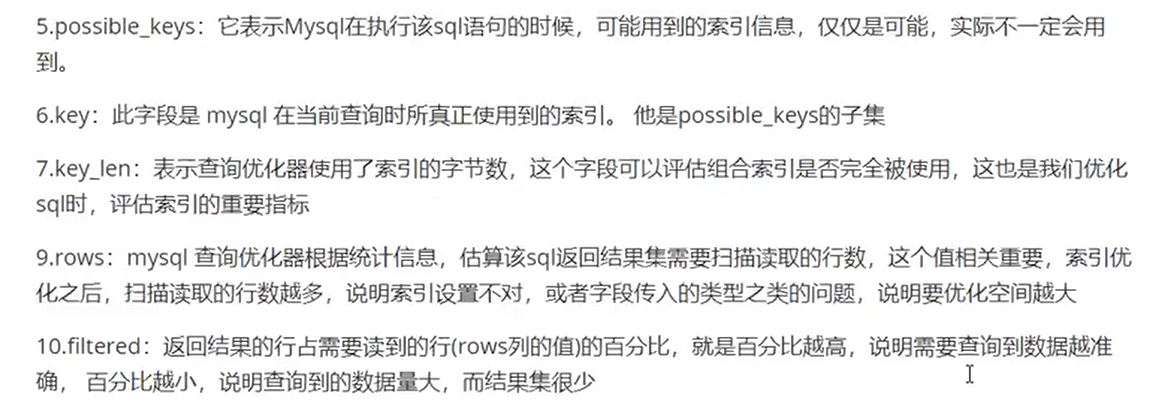 5.possible_keys：它表示Mysql在执行该sql语句的时候，可能用到的索引信息，仅仅是可能，实际不一定会用
到。
6.key：此字段是 mysql 在当前查询时所真正使用到的索引。 他是possible_keys的子集
7.key_len：表示查询优化器使用了索引的字节数，这个字段可以评估组合索引是否完全被使用，这也是我们优化
sql时，评估索引的重要指标
9.rows：mysql 查询优化器根据统计信息，估算该sql返回结果集需要扫描读取的行数，这个值相关重要，索引优
化之后，扫描读取的行数越多，说明索引设置不对，或者字段传入的类型之类的问题，说明要优化空间越大
10.filtered：返回结果的行占需要读到的行(rows列的值)的百分比，就是百分比越高，说明需要查询到数据越准
确， 百分比越小，说明查询到的数据量大，而结果集很少